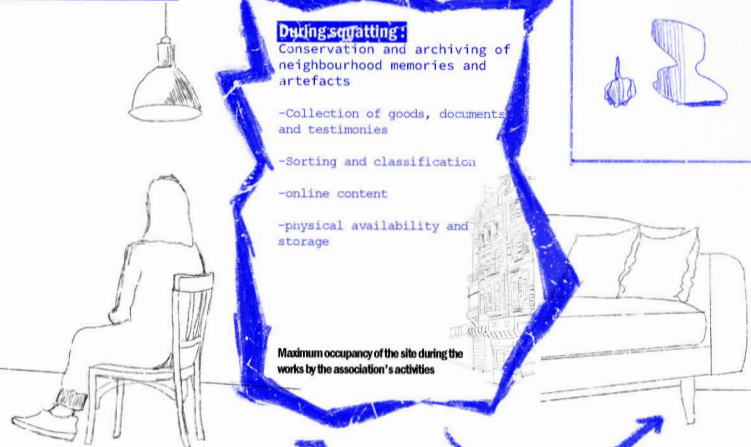 During squatting :
Conservation and archiving of
neighbourhood memories and
artefacts
-Collection of goods, documents
and testimonies
-Sorting and classification
-online content
-physical availability and
storage
Maximum occupancy of the site during the
works by the association's activities